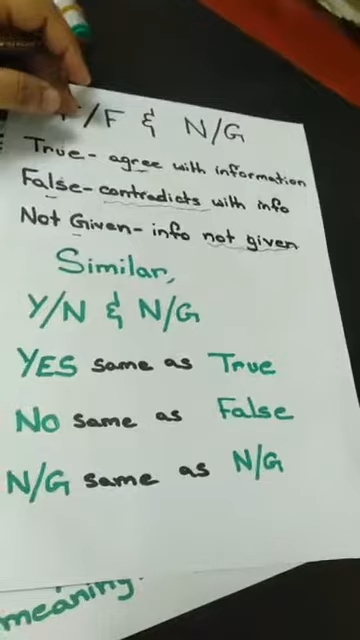 T/F & N/G
True- agree with information
False- contradicts with info
Not Given- info not given
Similar,
Y/N & N/G
YES same as True
No same as False
N/G same as N/G
meaning.